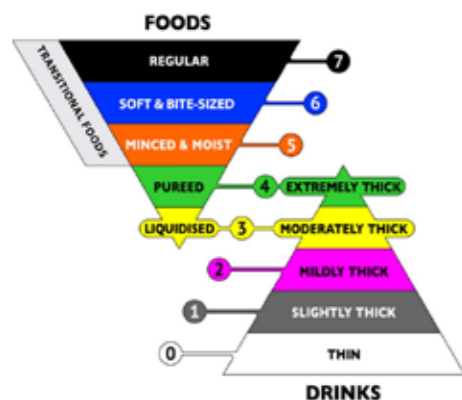 FOODS
TRANSITIONAL FOODS
REGULAR
7
SOFT & BITE-SIZED
6
MINCED & MOIST
5
PUREED
4
EXTREMELY THICK
LIQUIDISED
3
MODERATELY THICK
2
MILDLY THICK
1
SLIGHTLY THICK
0
THIN
DRINKS